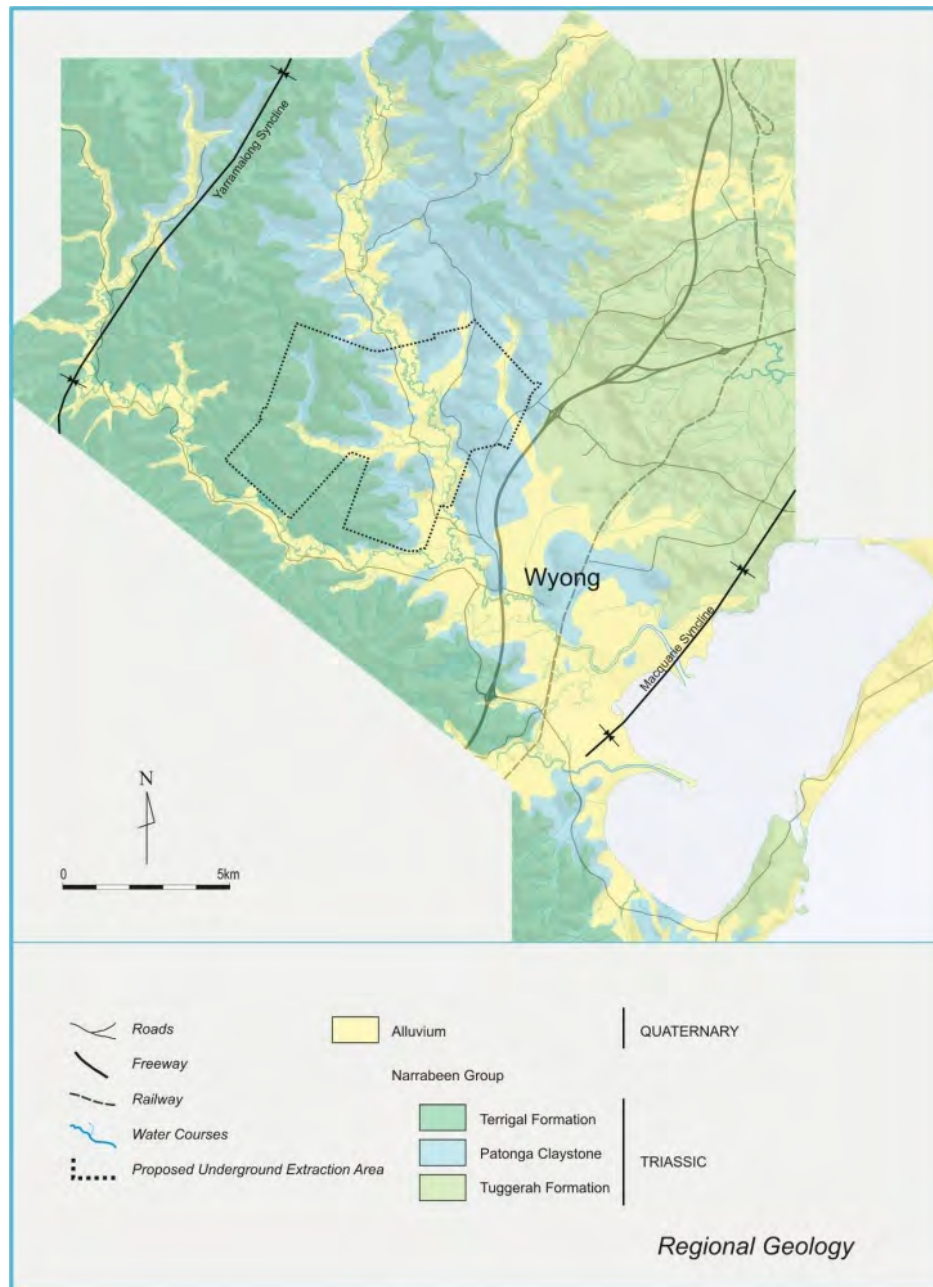 Yarramalong Syncline
Wyong
Macquarie Syncline
N
0 5km
Roads
Freeway
Railway
Water Courses
Proposed Underground Extraction Area
Alluvium
QUATERNARY
Narrabeen Group
Terrigal Formation
Patonga Claystone
Tuggerah Formation
TRIASSIC
Regional Geology